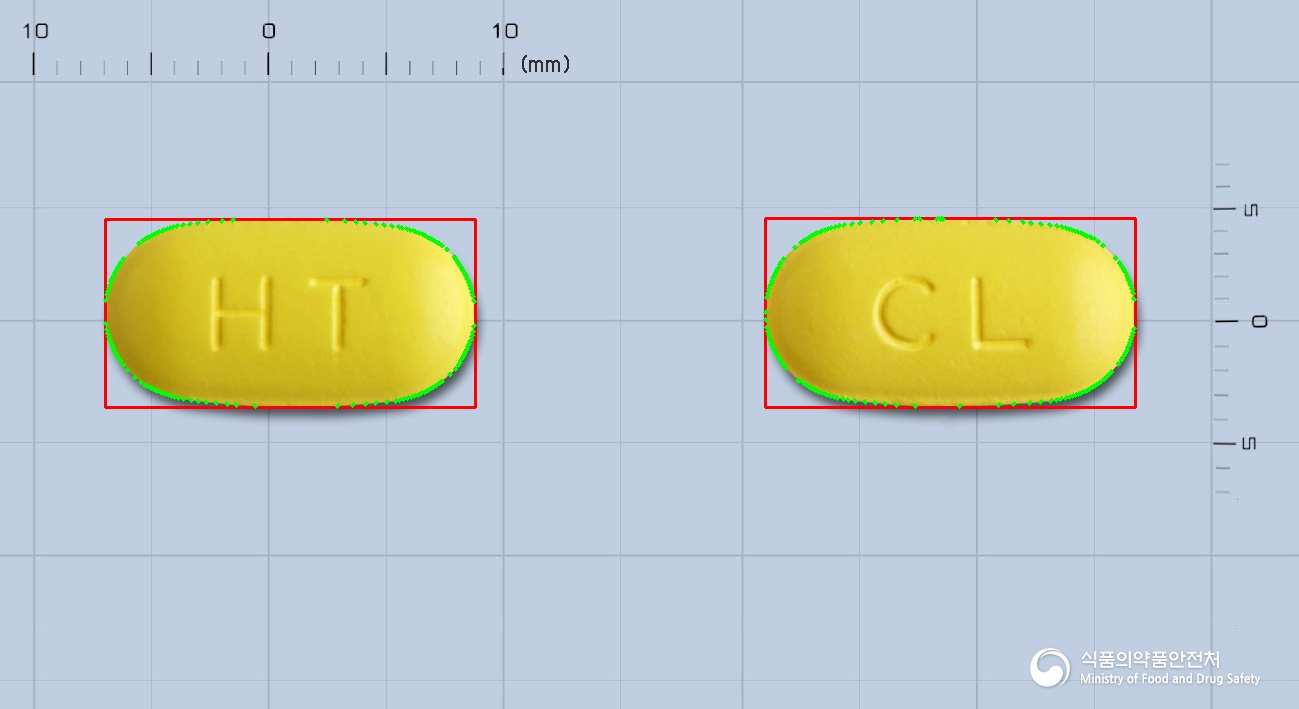 10 0 10
(mm)
5
HT
CL
0
5
식품의약품안전처
Ministry of Food and Drug Safety